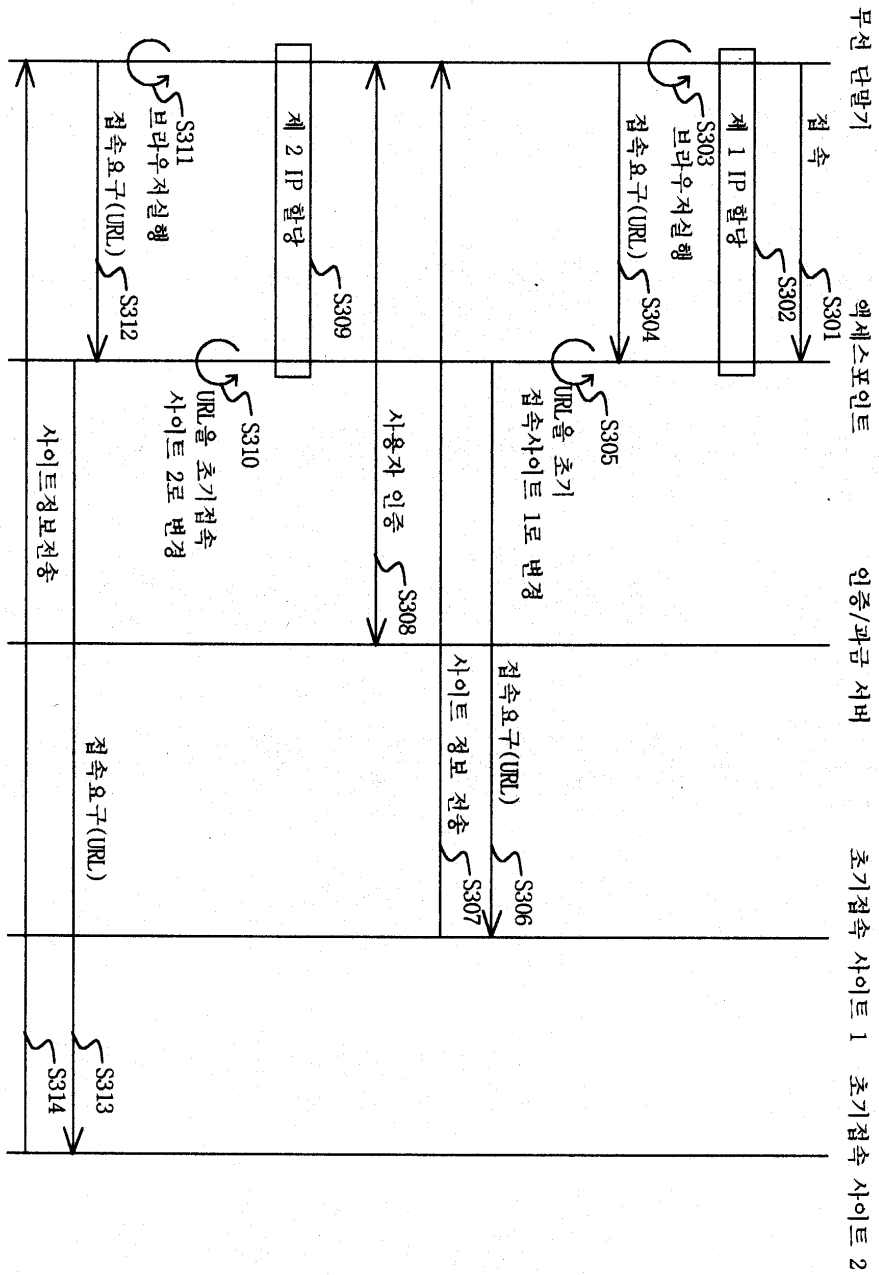 무선 단말기
액세스포인트
인증/과금 서버
초기접속 사이트 1
초기접속 사이트 2
접속
S301
제 1 IP 할당
S302
S303
브라우저실행
접속요구(URL)
S304
S305
URL을 초기
접속사이트 1로 변경
접속요구(URL)
S306
사이트 정보 전송
S307
사용자 인증
S308
제 2 IP 할당
S309
S310
URL을 초기접속
사이트 2로 변경
S311
브라우저실행
접속요구(URL)
S312
접속요구(URL)
S313
사이트정보전송
S314